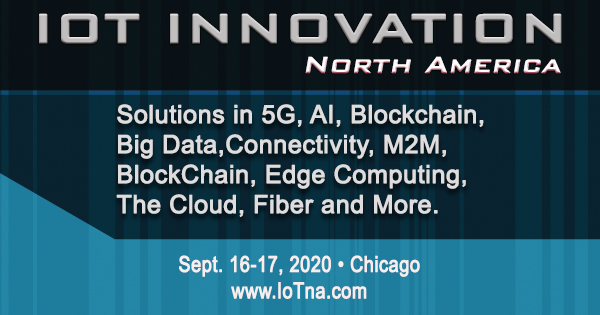 IOT INNOVATION
NORTH AMERICA
Solutions in 5G, AI, Blockchain,
Big Data,Connectivity, M2M,
BlockChain, Edge Computing,
The Cloud, Fiber and More.
Sept. 16-17, 2020 • Chicago
www.IoTna.com